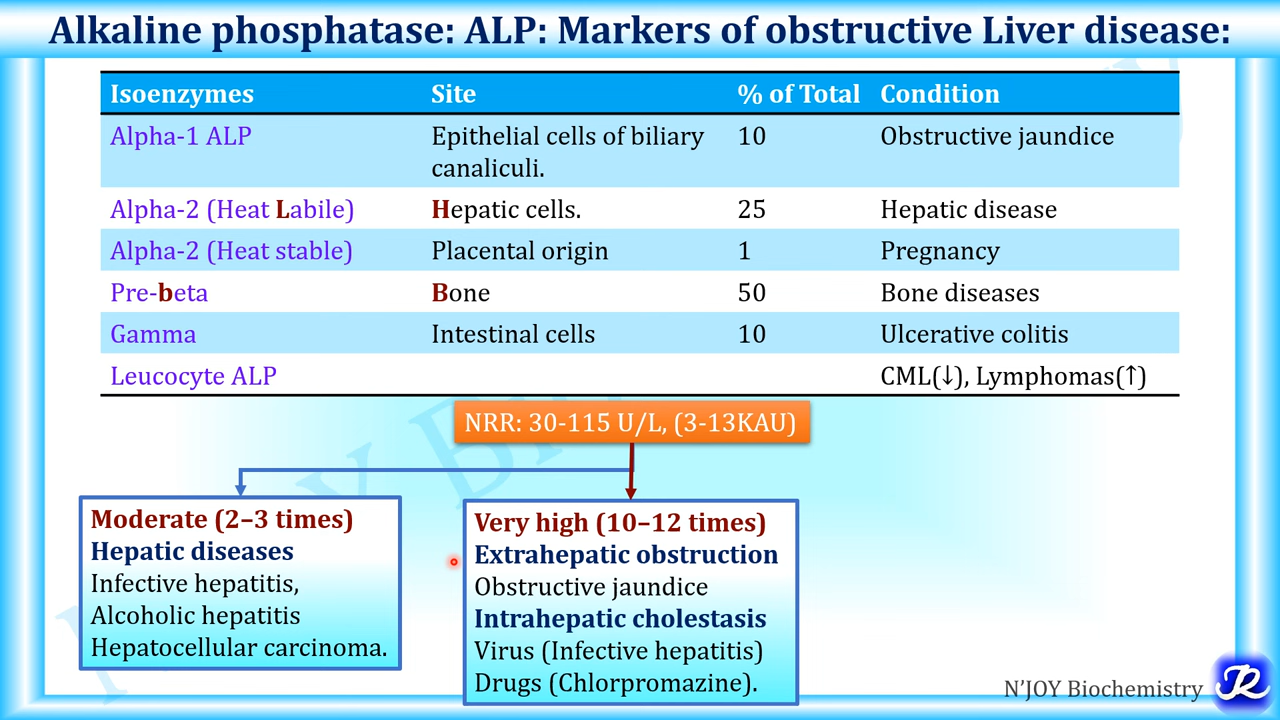 Alkaline phosphatase: ALP: Markers of obstructive Liver disease:
Isoenzymes Site % of Total Condition
Alpha-1 ALP Epithelial cells of biliary 10 Obstructive jaundice
canaliculi.
Alpha-2 (Heat Labile) Hepatic cells. 25 Hepatic disease
Alpha-2 (Heat stable) Placental origin 1 Pregnancy
Pre-beta Bone 50 Bone diseases
Gamma Intestinal cells 10 Ulcerative colitis
Leucocyte ALP CML(↓), Lymphomas(↑)
NRR: 30-115 U/L, (3-13KAU)
Moderate (2–3 times)
Hepatic diseases
Infective hepatitis,
Alcoholic hepatitis
Hepatocellular carcinoma.
Very high (10–12 times)
Extrahepatic obstruction
Obstructive jaundice
Intrahepatic cholestasis
Virus (Infective hepatitis)
Drugs (Chlorpromazine).
N'JOY Biochemistry